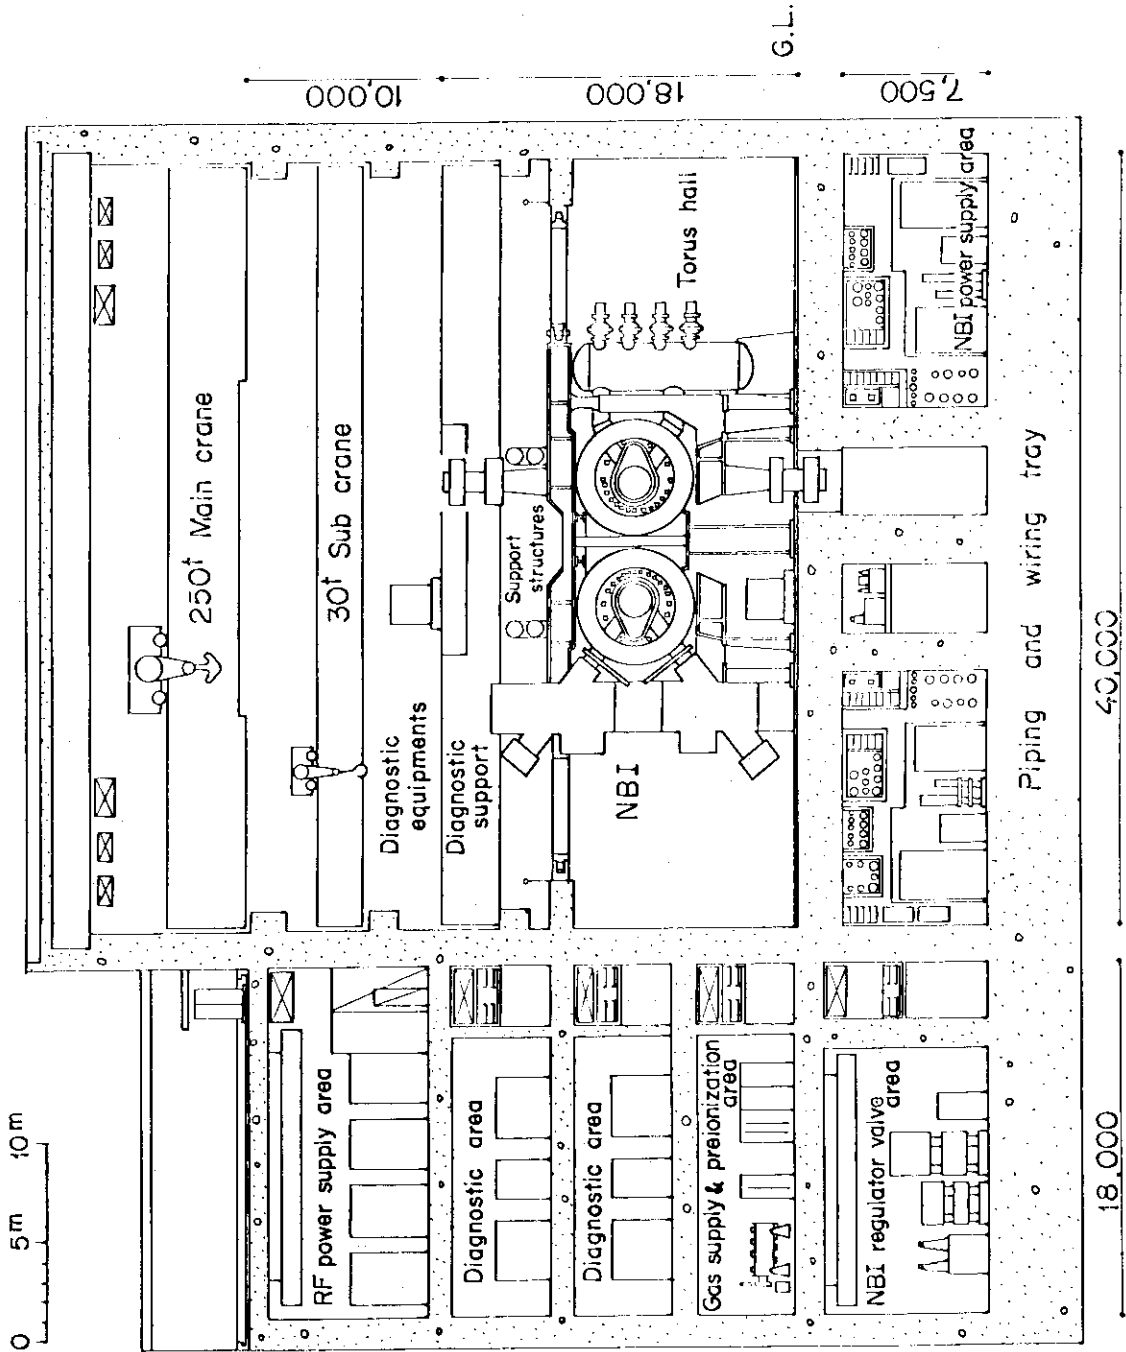 0 5m 10m
250t Main crane
30t Sub crane
10,000
Diagnostic
equipments
Diagnostic
support
Support
structures
18,000
NBI
Torus hall
G.L.
RF power supply area
Diagnostic area
Diagnostic area
Gas supply & preionization
area
NBI regulator valve
area
NBI power supply area
7,500
Piping and wiring tray
18,000
40,000